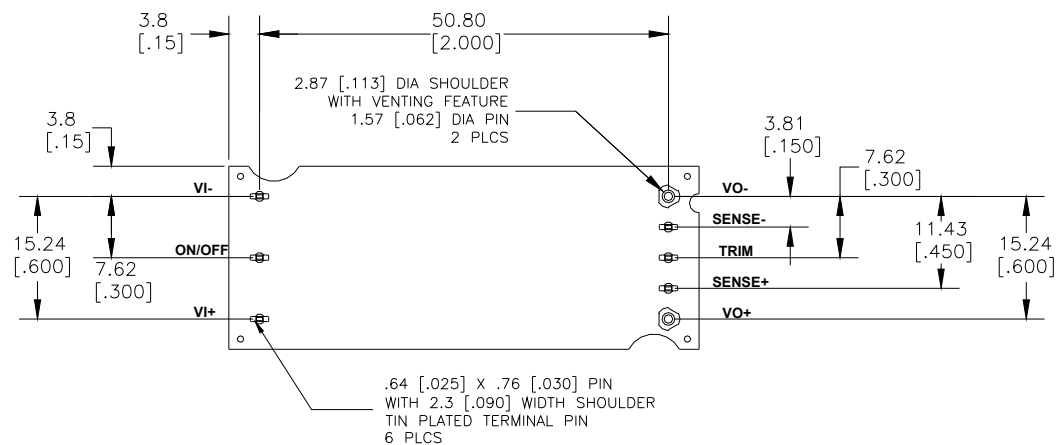 3.8
[.15]
50.80
[2.000]
2.87 [.113] DIA SHOULDER
WITH VENTING FEATURE
1.57 [.062] DIA PIN
2 PLCS
3.8
[.15]
3.81
[.150]
7.62
[.300]
VI-
VO-
SENSE-
15.24
[.600]
ON/OFF
7.62
[.300]
TRIM
11.43
[.450]
15.24
[.600]
SENSE+
VI+
VO+
.64 [.025] X .76 [.030] PIN
WITH 2.3 [.090] WIDTH SHOULDER
TIN PLATED TERMINAL PIN
6 PLCS